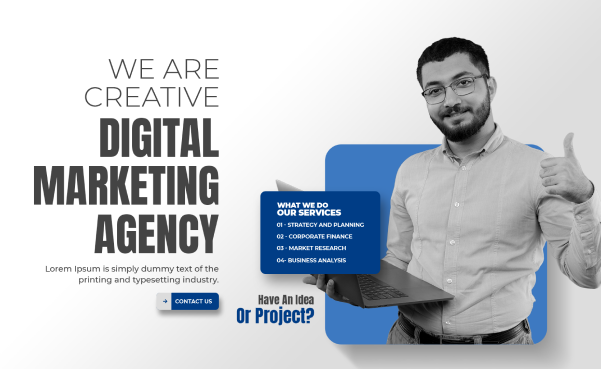 WE ARE
CREATIVE
DIGITAL
MARKETING
AGENCY
Lorem Ipsum is simply dummy text of the
printing and typesetting industry.
→ CONTACT US
WHAT WE DO
OUR SERVICES
01 - STRATEGY AND PLANNING
02 - CORPORATE FINANCE
03 - MARKET RESEARCH
04- BUSINESS ANALYSIS
Have An Idea
Or Project?